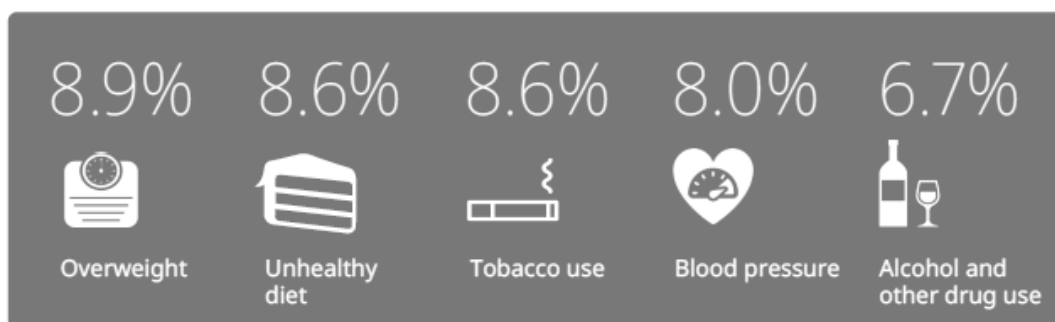 8.9% 8.6% 8.6% 8.0% 6.7%
Overweight Unhealthy Tobacco use Blood pressure Alcohol and
diet other drug use